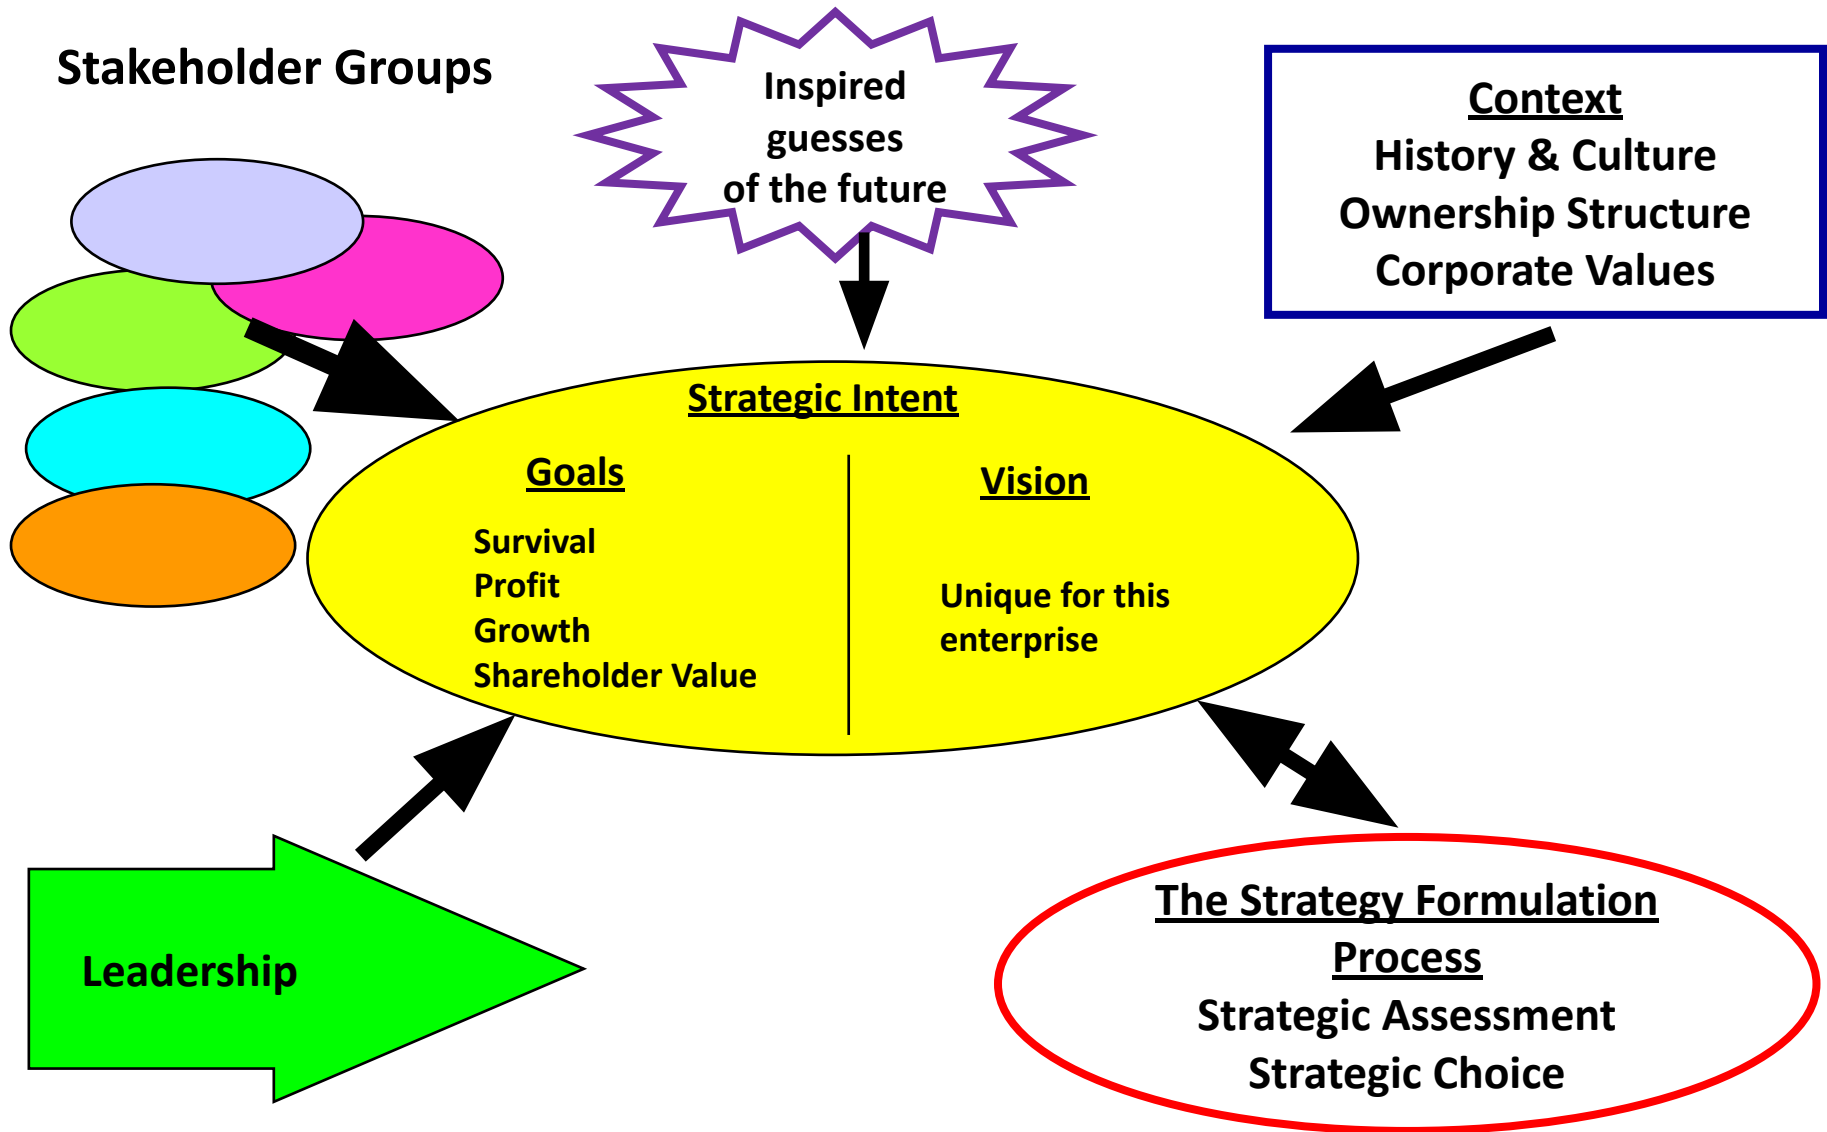 Stakeholder Groups
Inspired
guesses
of the future
Context
History & Culture
Ownership Structure
Corporate Values
Strategic Intent
Goals
Survival
Profit
Growth
Shareholder Value
Vision
Unique for this
enterprise
Leadership
The Strategy Formulation
Process
Strategic Assessment
Strategic Choice